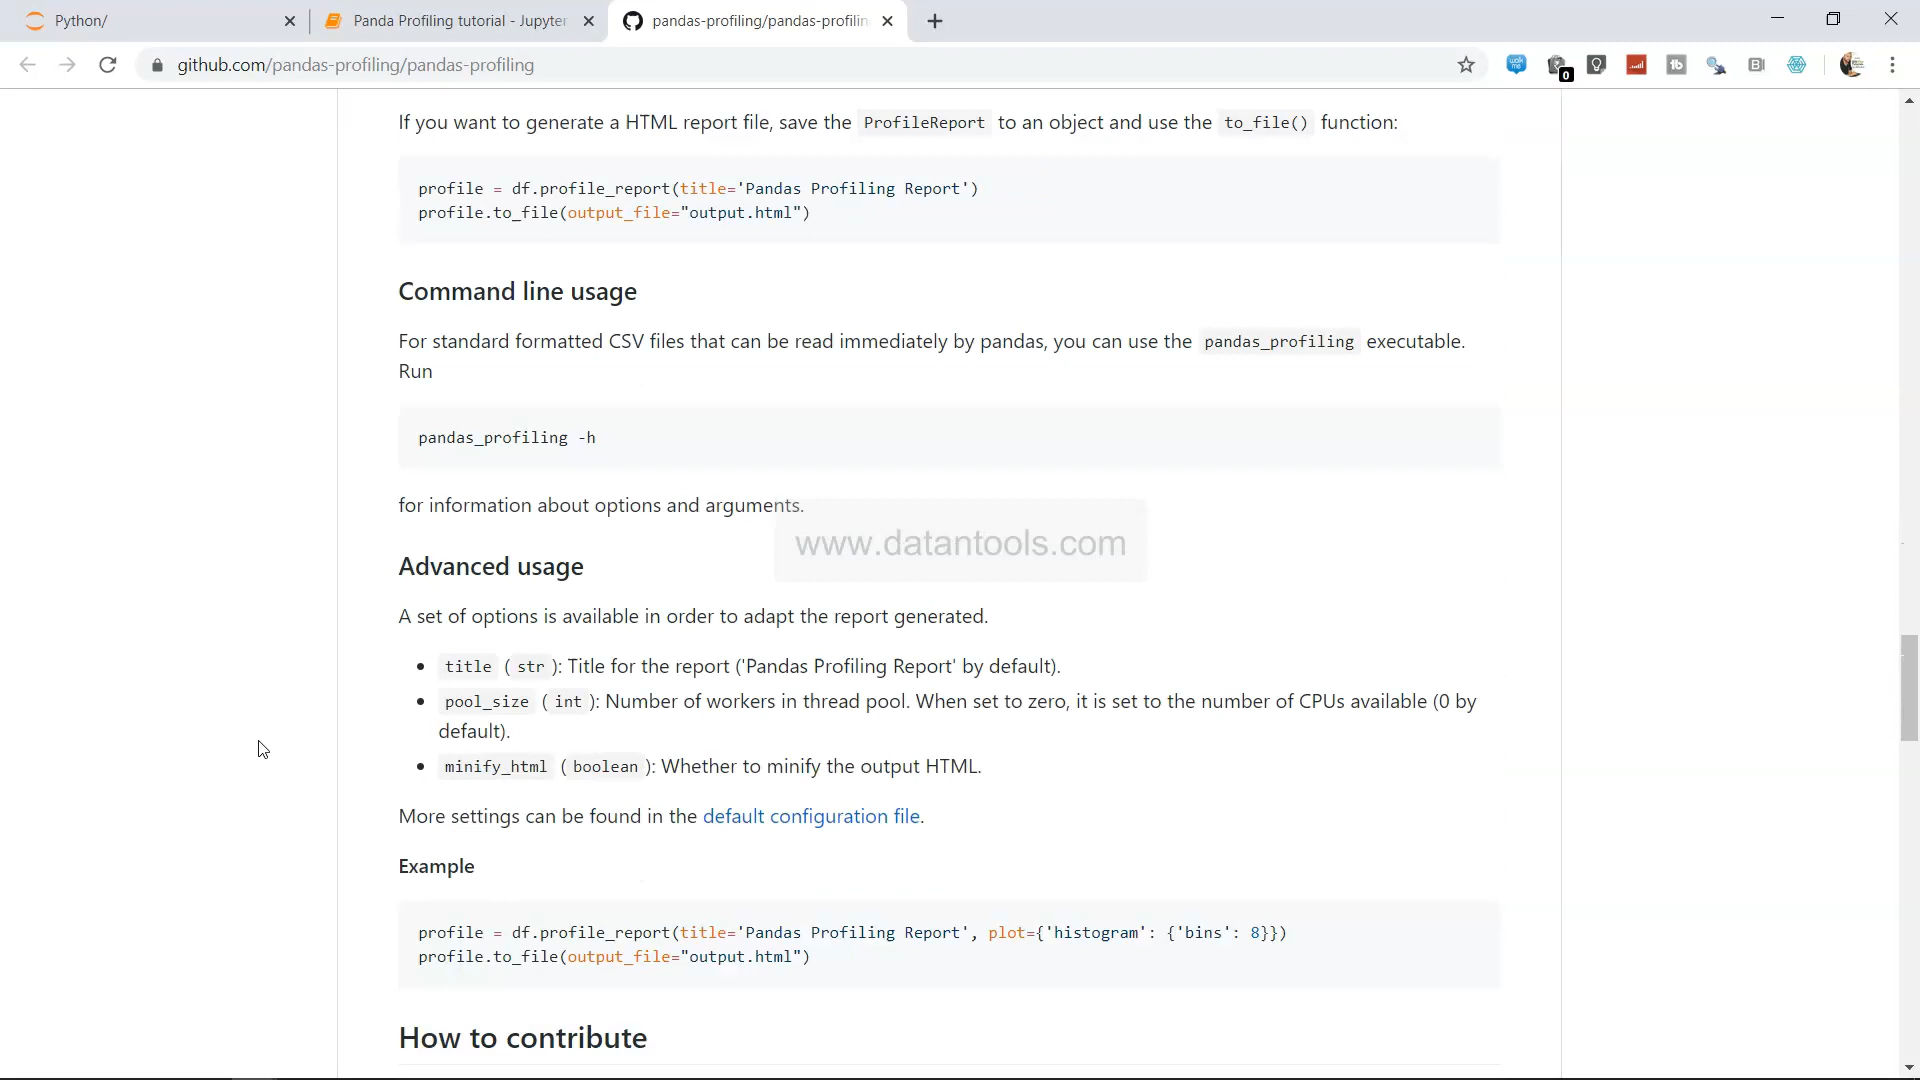 Python/
Panda Profiling tutorial - Jupyter
pandas-profiling/pandas-profilin
github.com/pandas-profiling/pandas-profiling
0
If you want to generate a HTML report file, save the ProfileReport to an object and use the to_file() function:
profile = df.profile_report(title='Pandas Profiling Report')
profile.to_file(output_file="output.html")
Command line usage
For standard formatted CSV files that can be read immediately by pandas, you can use the pandas_profiling executable.
Run
pandas_profiling -h
for information about options and arguments.
www.datantools.com
Advanced usage
A set of options is available in order to adapt the report generated.
• title ( str ): Title for the report ('Pandas Profiling Report' by default).
• pool_size ( int ): Number of workers in thread pool. When set to zero, it is set to the number of CPUs available (0 by
default).
• minify_html ( boolean ): Whether to minify the output HTML.
More settings can be found in the default configuration file.
Example
profile = df.profile_report(title='Pandas Profiling Report', plot={'histogram': {'bins': 8}})
profile.to_file(output_file="output.html")
How to contribute